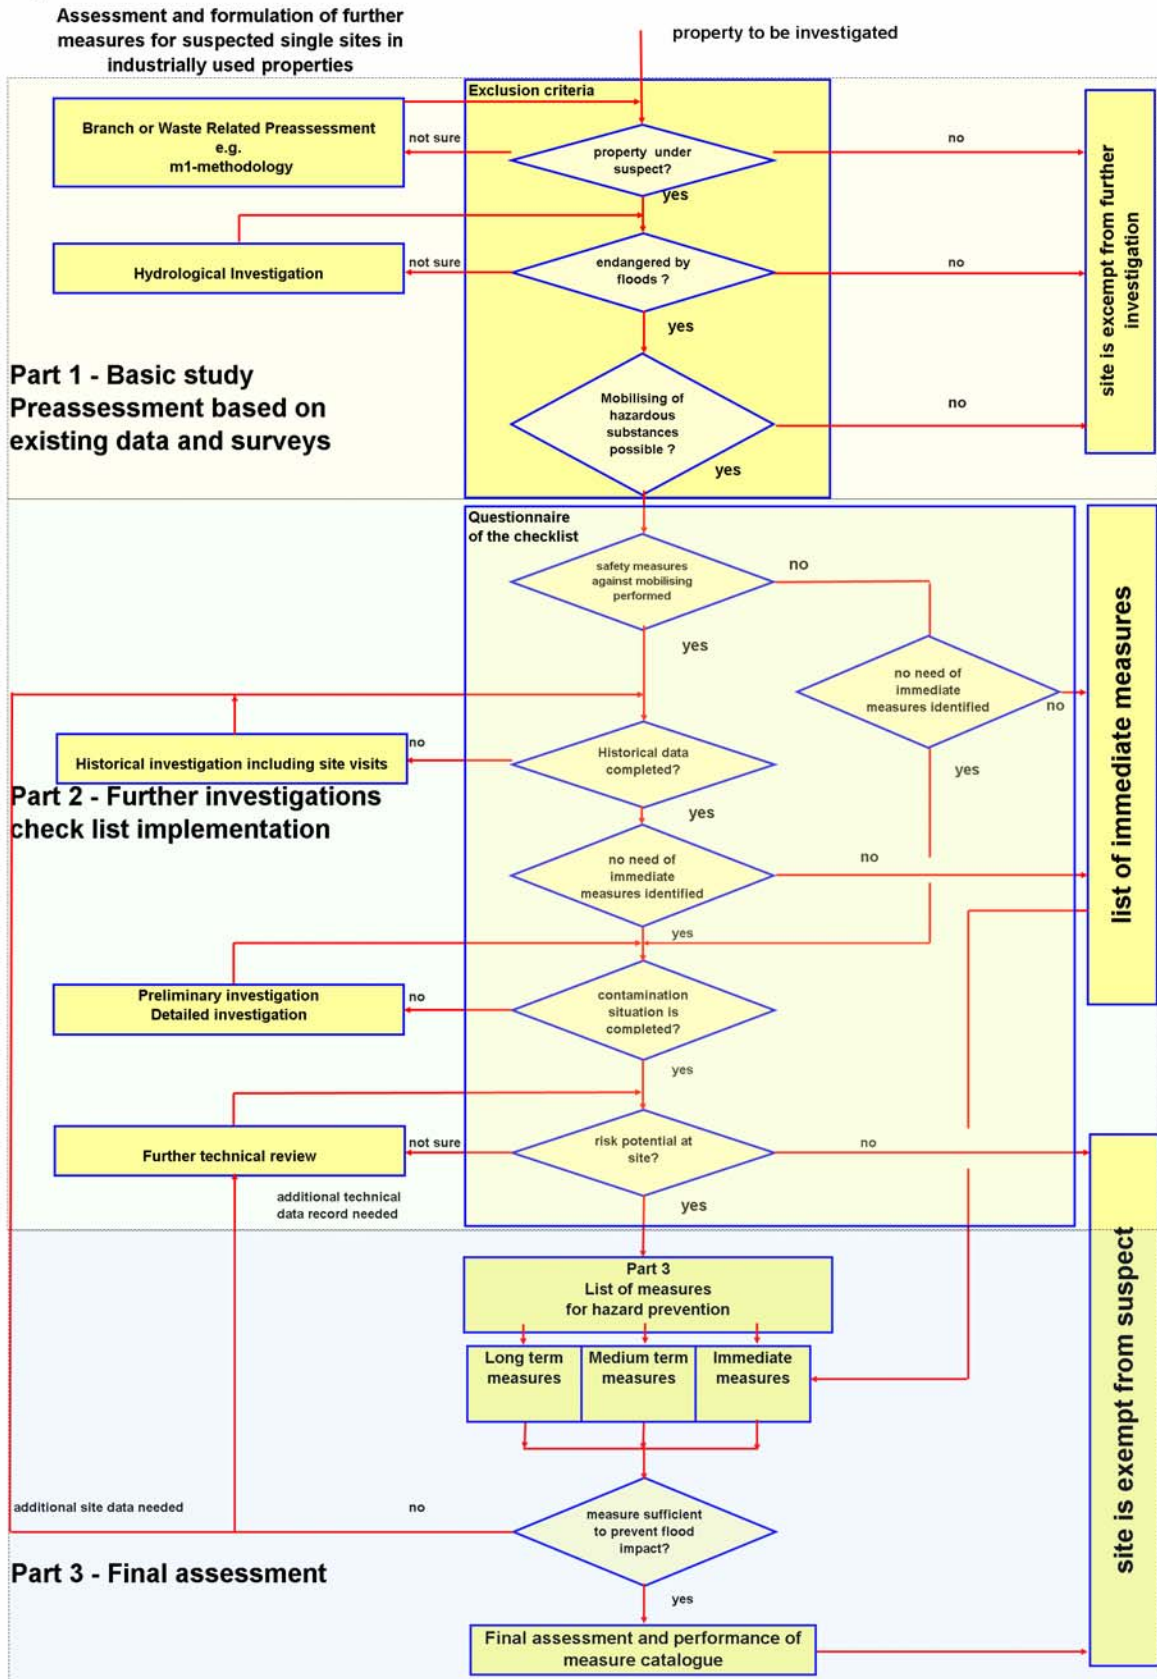 Assessment and formulation of further
measures for suspected single sites in
industrially used properties
property to be investigated
Exclusion criteria
Branch or Waste Related Preassessment
e.g.
m1-methodology
not sure
property under
suspect?
no
yes
Hydrological Investigation
not sure
endangered by
floods ?
no
yes
site is excempt from further
investigation
Part 1 - Basic study
Preassessment based on
existing data and surveys
Mobilising of
hazardous
substances
possible ?
no
yes
Questionnaire
of the checklist
safety measures
against mobilising
performed
no
yes
no need of
immediate
measures identified
no
yes
list of immediate measures
Historical investigation including site visits
no
Historical data
completed?
yes
Part 2 - Further investigations
check list implementation
no need of
immediate
measures identified
no
yes
Preliminary investigation
Detailed investigation
no
contamination
situation is
completed?
yes
Further technical review
not sure
risk potential at
site?
no
yes
additional technical
data record needed
Part 3
List of measures
for hazard prevention
Long term
measures
Medium term
measures
Immediate
measures
site is exempt from suspect
additional site data needed
no
measure sufficient
to prevent flood
impact?
yes
Part 3 - Final assessment
Final assessment and performance of
measure catalogue